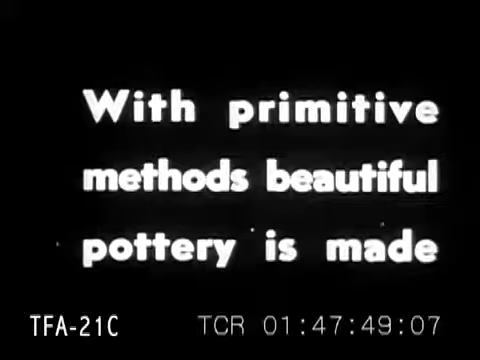 With primitive
methods beautiful
pottery is made
TFA-21C TCR 01:47:49:07